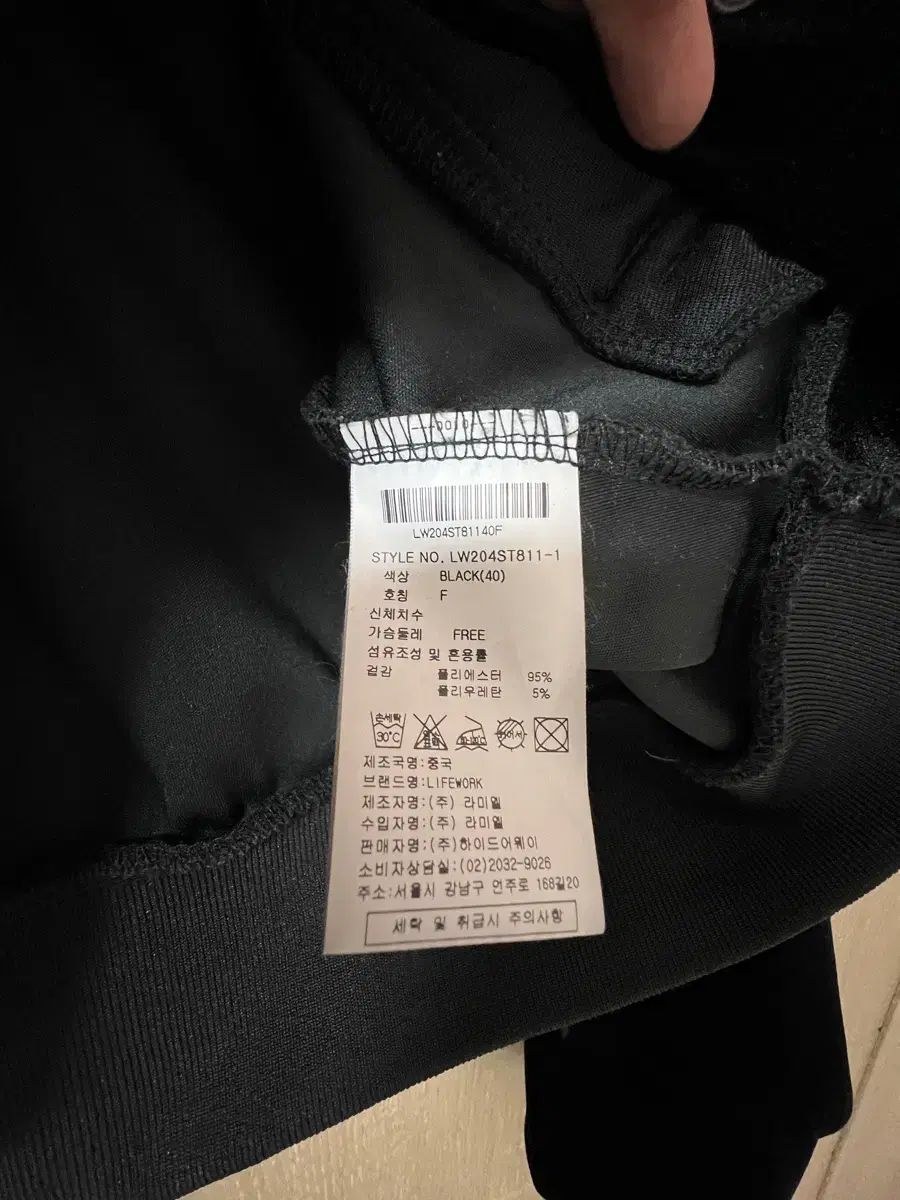 LW204ST81140F
STYLE NO. LW204ST811-1
색상 BLACK(40)
호칭 F
신체치수
가슴둘레 FREE
섬유조성 및 혼용률
겉감 폴리에스터 95%
폴리우레탄 5%
손세탁 30°C
제조국명:중국
브랜드명:LIFEWORK
제조자명:(주) 라미엘
수입자명:(주) 라미엘
판매자명:(주)하이드어웨이
소비자상담실:(02)2032-9026
주소:서울시 강남구 언주로 168길20
세탁 및 취급시 주의사항